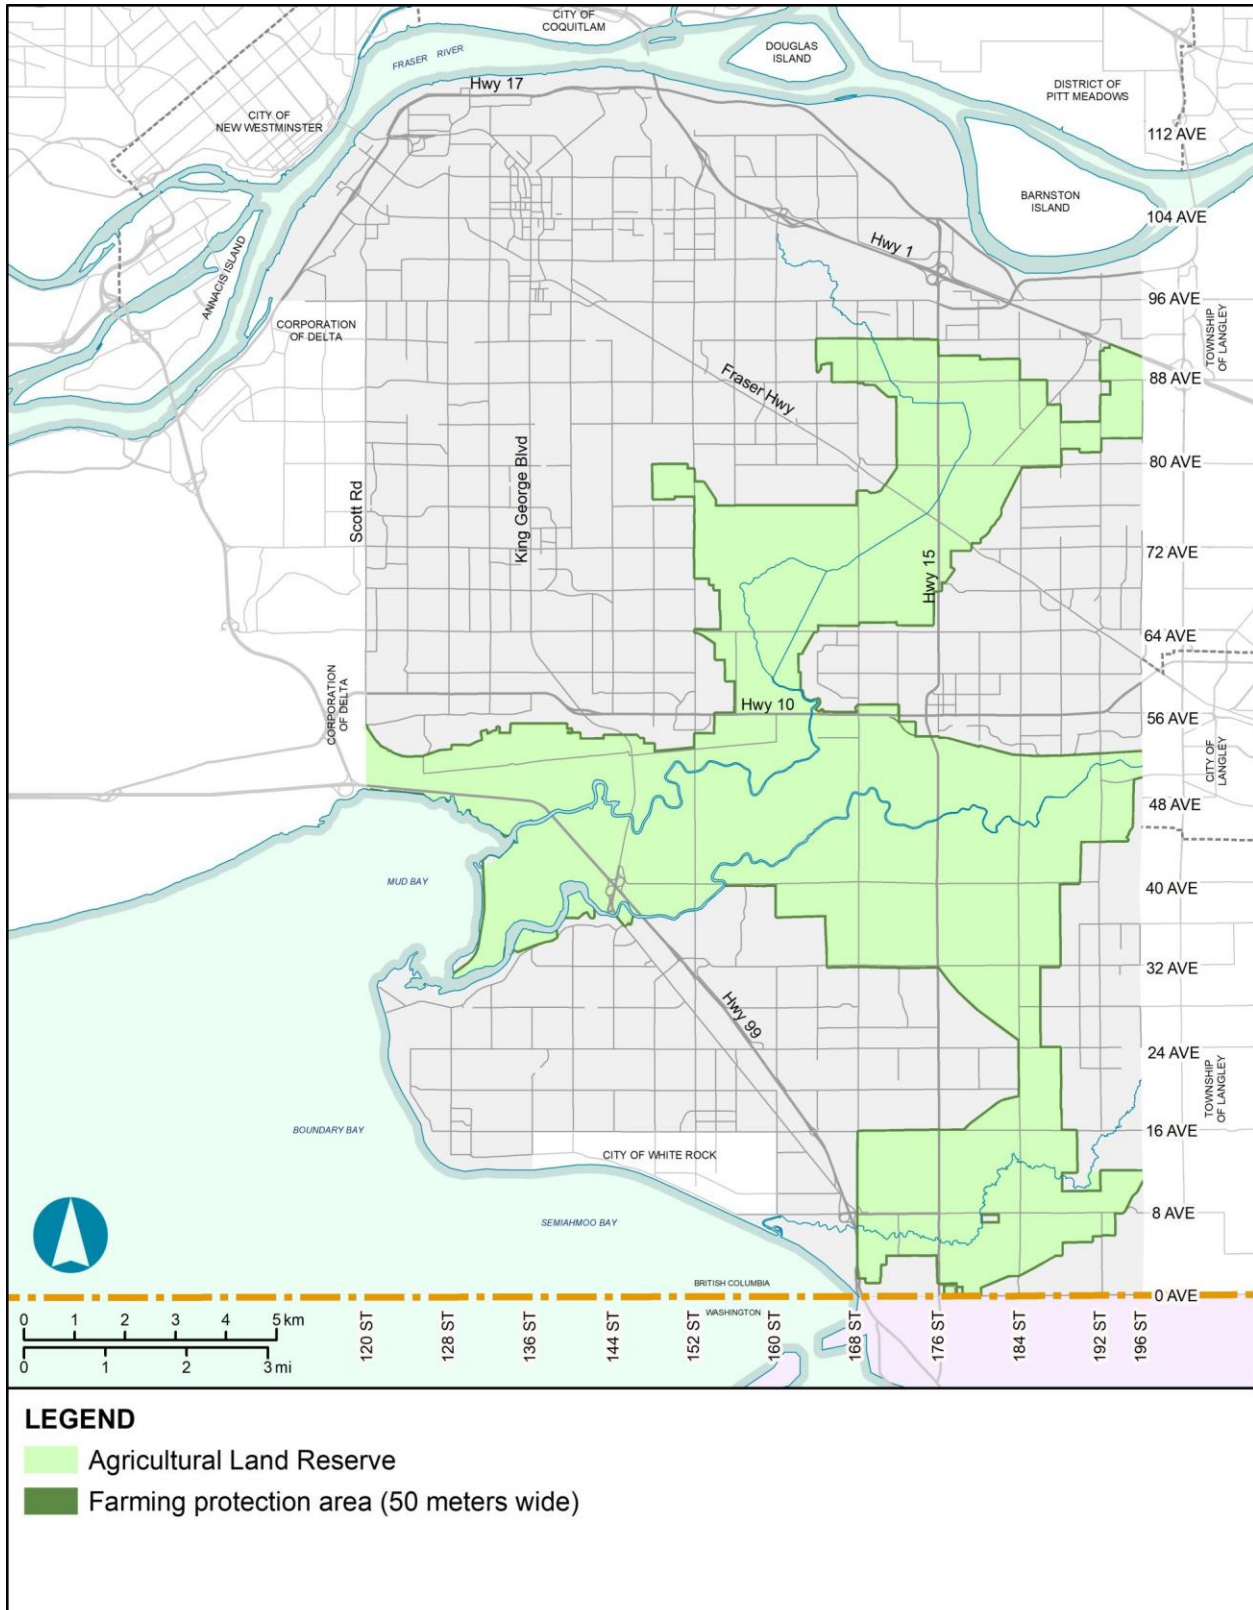 CITY OF
COQUITLAM
FRASER RIVER
DOUGLAS
ISLAND
Hwy 17
DISTRICT OF
PITT MEADOWS
CITY OF
NEW WESTMINSTER
112 AVE
BARNSTON
ISLAND
104 AVE
Hwy 1
ANNACIS ISLAND
96 AVE
CORPORATION
OF DELTA
TOWNSHIP
OF LANGLEY
Fraser Hwy
88 AVE
80 AVE
Scott Rd
King George Blvd
72 AVE
Hwy 15
64 AVE
CORPORATION
OF DELTA
Hwy 10
56 AVE
CITY OF
LANGLEY
48 AVE
MUD BAY
40 AVE
32 AVE
Hwy 99
24 AVE
TOWNSHIP
OF LANGLEY
BOUNDARY BAY
16 AVE
CITY OF WHITE ROCK
SEMIAHMOO BAY
8 AVE
BRITISH COLUMBIA
0 AVE
WASHINGTON
0 1 2 3 4 5 km
0 1 2 3 mi
120 ST
128 ST
136 ST
144 ST
152 ST
160 ST
168 ST
176 ST
184 ST
192 ST
196 ST
LEGEND
Agricultural Land Reserve
Farming protection area (50 meters wide)